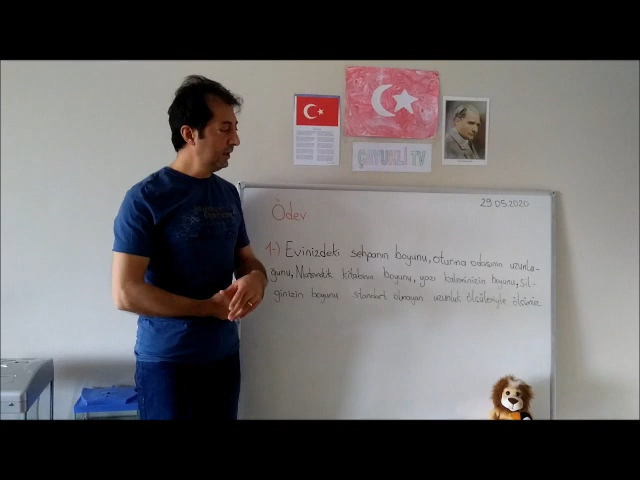 ÇAYDELİ TV
29.05.2020
Ödev
1-) Evinizdeki sehpanın boyunu, oturma odasının uzunlu-
ğunu, Matematik kitabının boyunu, yazı kaleminizin boyunu, sil-
ginizin boyunu standart olmayan uzunluk ölçüleriyle ölçünüz